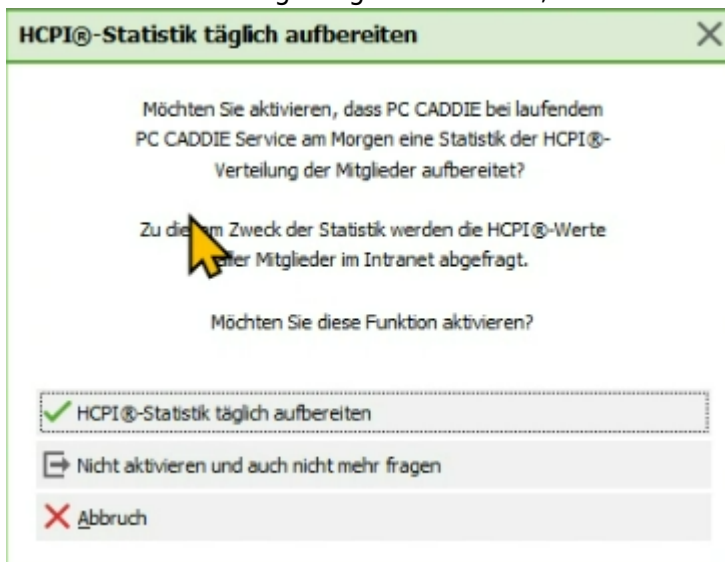 HCPI®-Statistik täglich aufbereiten
Möchten Sie aktivieren, dass PC CADDIE bei laufendem
PC CADDIE Service am Morgen eine Statistik der HCPI®-
Verteilung der Mitglieder aufbereitet?
Zu Zweck der Statistik werden die HCPI®-Werte
Mitglieder im Intranet abgefragt.
Möchten Sie diese Funktion aktivieren?
HCPI®-Statistik täglich aufbereiten
Nicht aktivieren und auch nicht mehr fragen
Abbruch